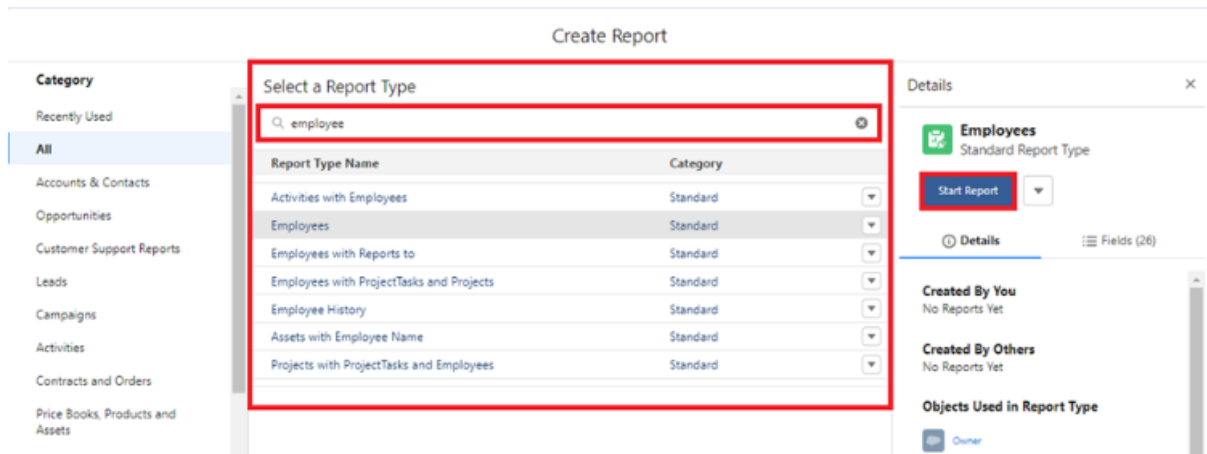 Create Report
Category
Recently Used
All
Accounts & Contacts
Opportunities
Customer Support Reports
Leads
Campaigns
Activities
Contracts and Orders
Price Books, Products and
Assets
Select a Report Type
employee
Report Type Name Category
Activities with Employees Standard
Employees Standard
Employees with Reports to Standard
Employees with ProjectTasks and Projects Standard
Employee History Standard
Assets with Employee Name Standard
Projects with ProjectTasks and Employees Standard
Details
Employees
Standard Report Type
Start Report
Details Fields (26)
Created By You
No Reports Yet
Created By Others
No Reports Yet
Objects Used in Report Type
Owner